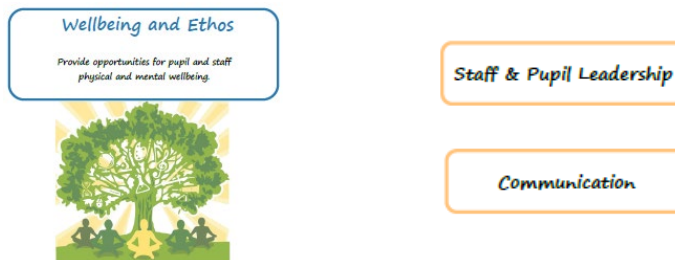 Wellbeing and Ethos
Provide opportunities for pupil and staff
physical and mental wellbeing.
Staff & Pupil Leadership
Communication